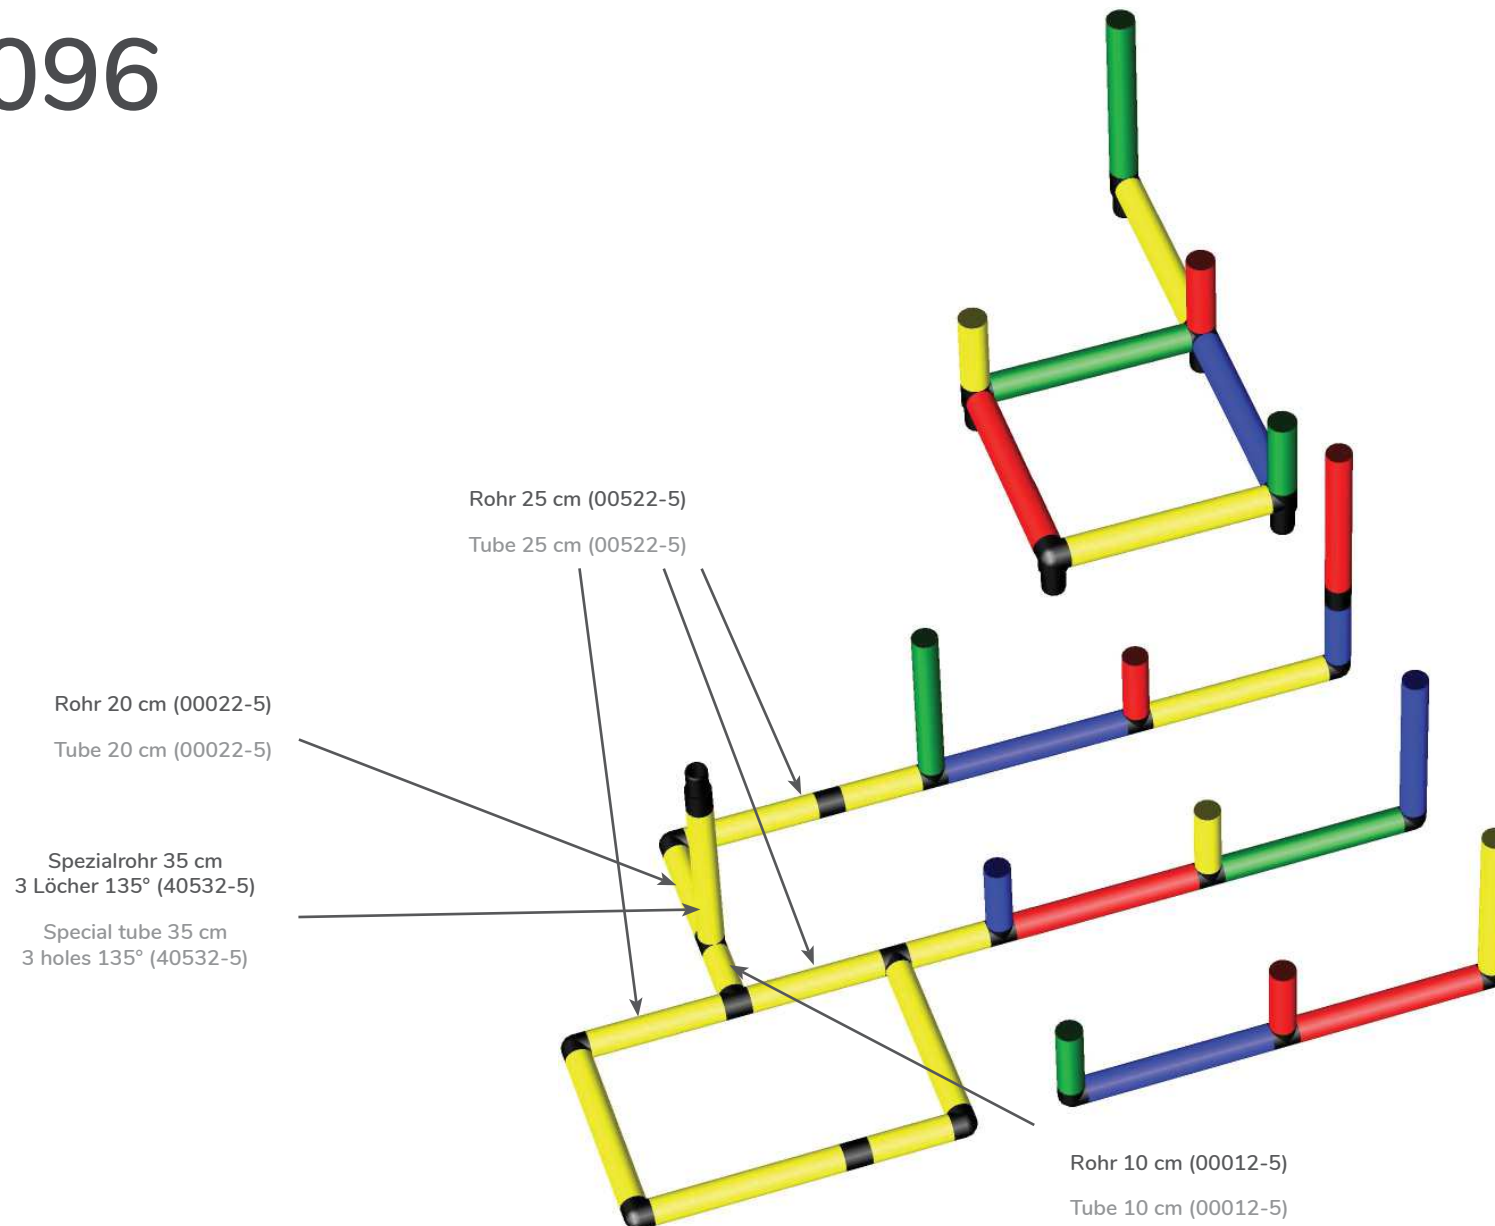 096
Rohr 25 cm (00522-5)
Tube 25 cm (00522-5)
Rohr 20 cm (00022-5)
Tube 20 cm (00022-5)
Spezialrohr 35 cm
3 Löcher 135° (40532-5)
Special tube 35 cm
3 holes 135° (40532-5)
Rohr 10 cm (00012-5)
Tube 10 cm (00012-5)